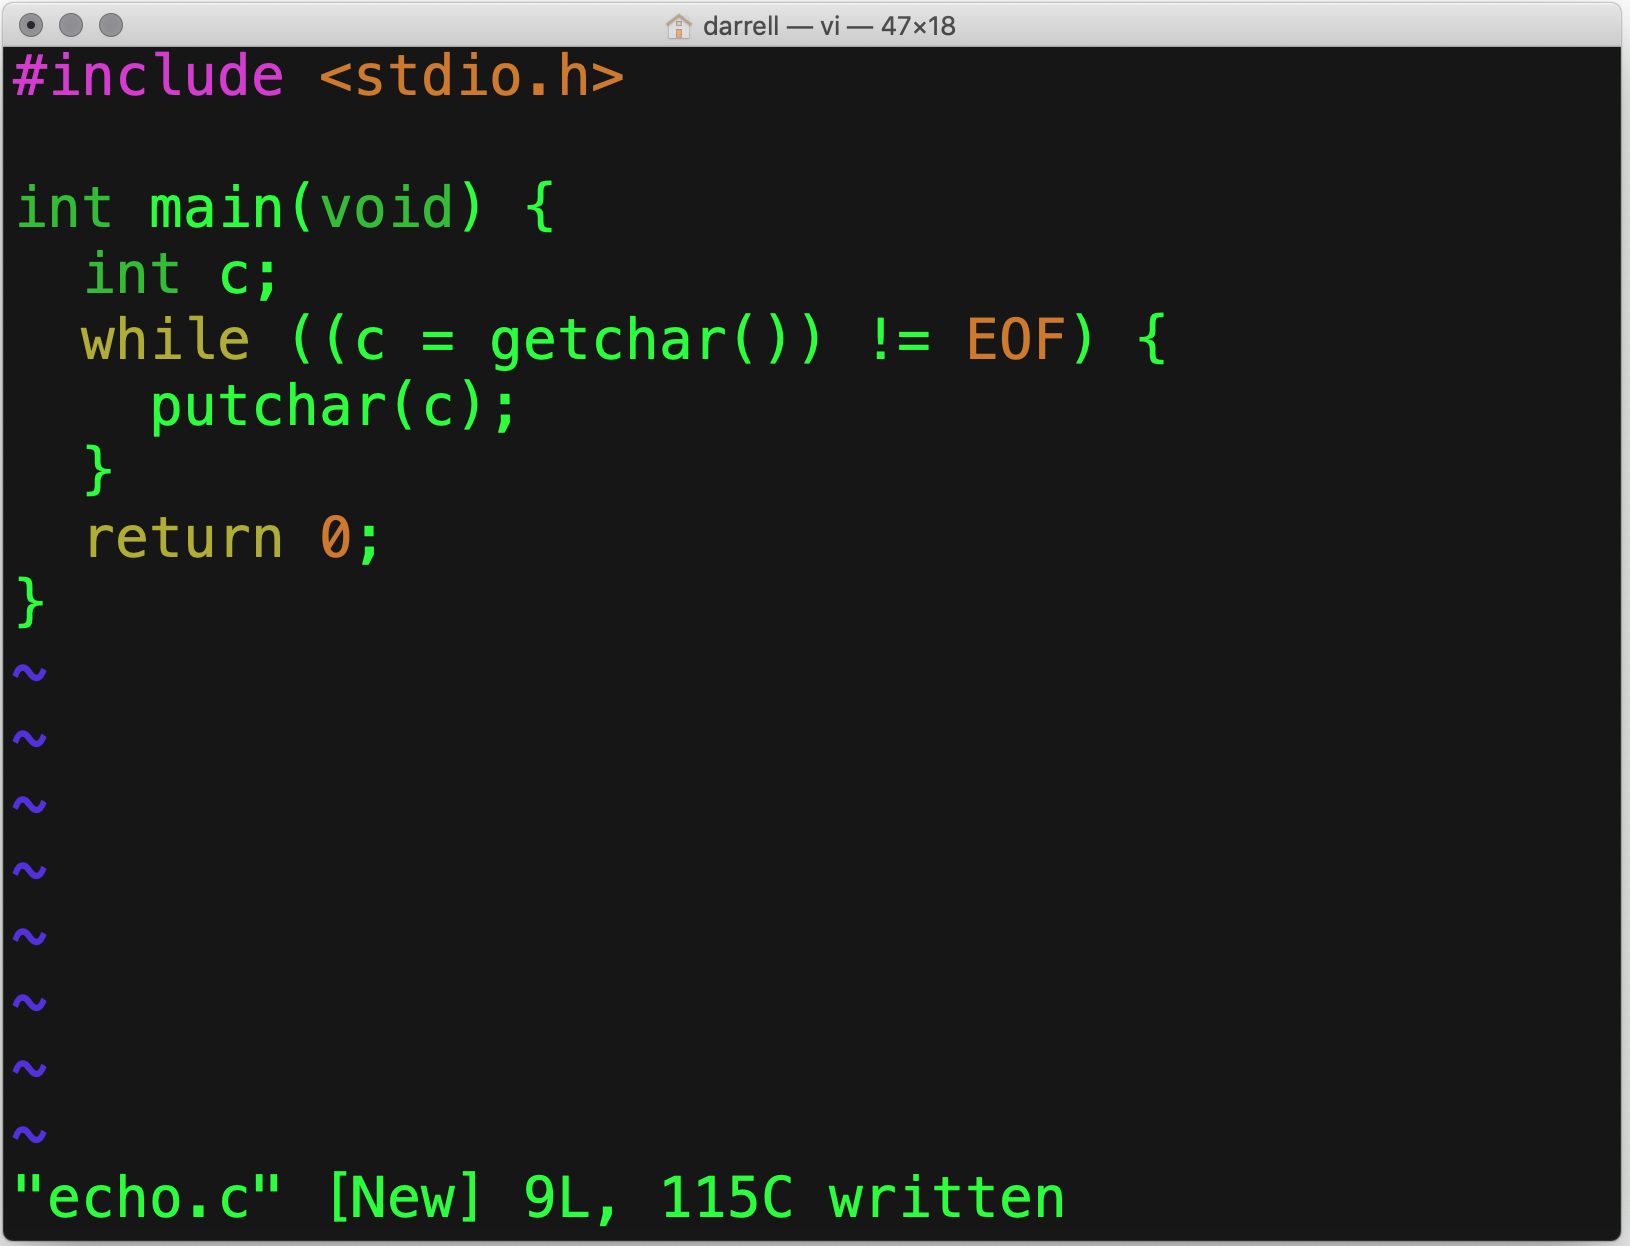 darrell — vi — 47×18
#include <stdio.h>

int main(void) {
  int c;
  while ((c = getchar()) != EOF) {
    putchar(c);
  }
  return 0;
}
~
~
~
~
~
~
~
~
"echo.c" [New] 9L, 115C written